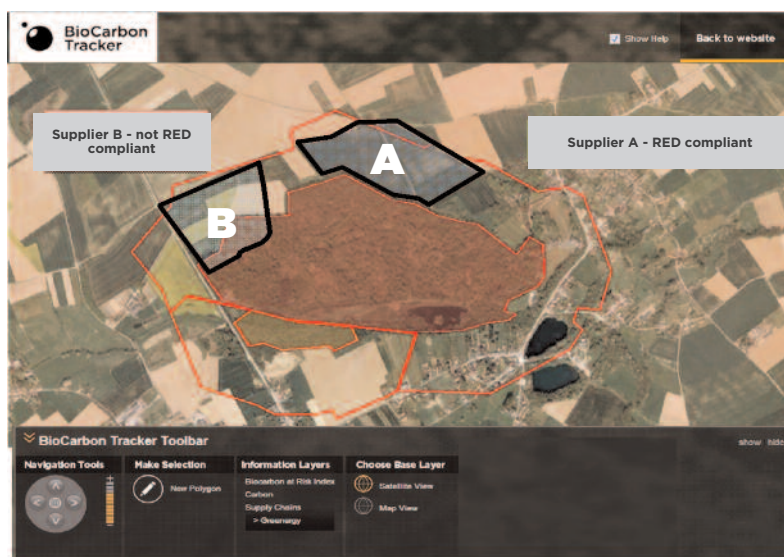 BioCarbon
Tracker
Show Help
Back to website
Supplier B - not RED
compliant
Supplier A - RED compliant
A
B
BioCarbon Tracker Toolbar
show hide
Navigation Tools
Make Selection
Information Layers
Choose Base Layer
New Polygon
Biocarbon at Risk Index
Carbon
Supply Chains
> Greenergy
Satellite View
Map View